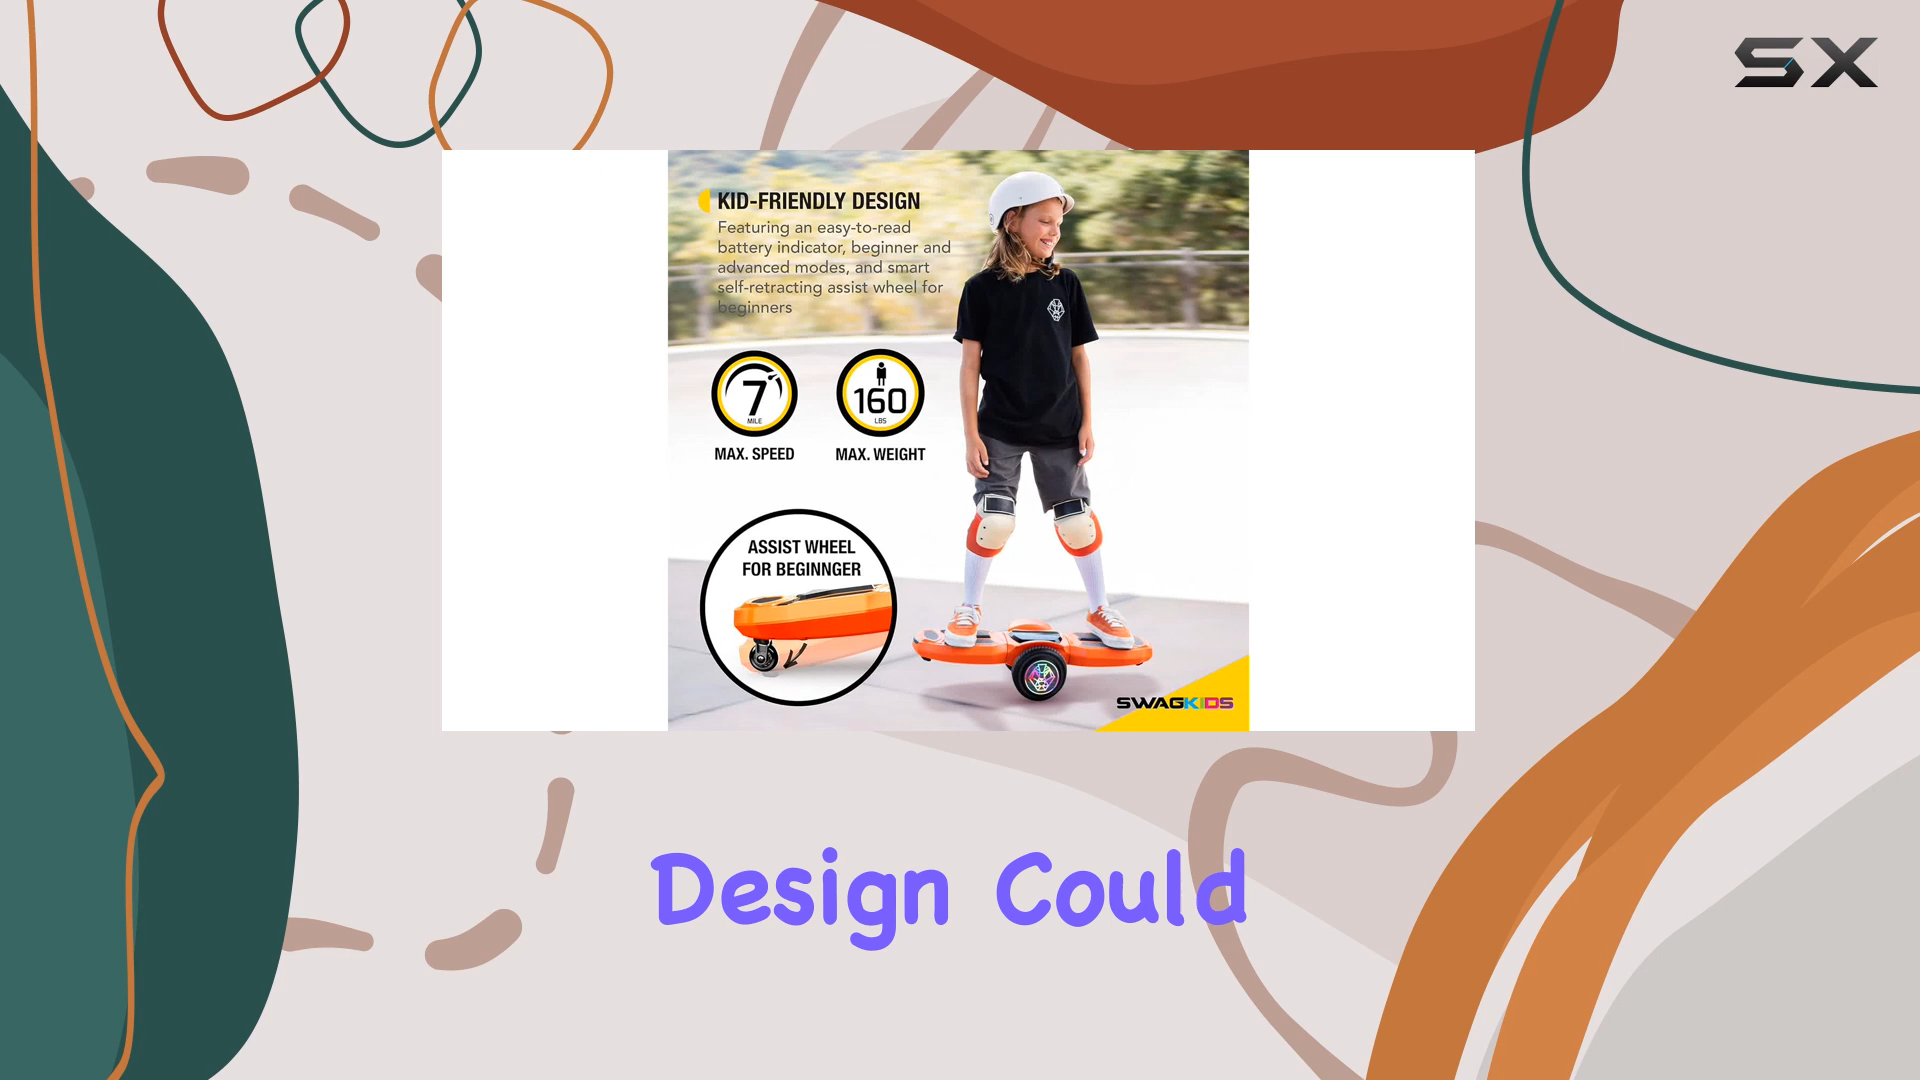 SX
KID-FRIENDLY DESIGN
Featuring an easy-to-read
battery indicator, beginner and
advanced modes, and smart
self-retracting assist wheel for
beginners
7
MILE
MAX. SPEED
160
LBS
MAX. WEIGHT
ASSIST WHEEL
FOR BEGINNGER
SWAGKIDS
Design Could